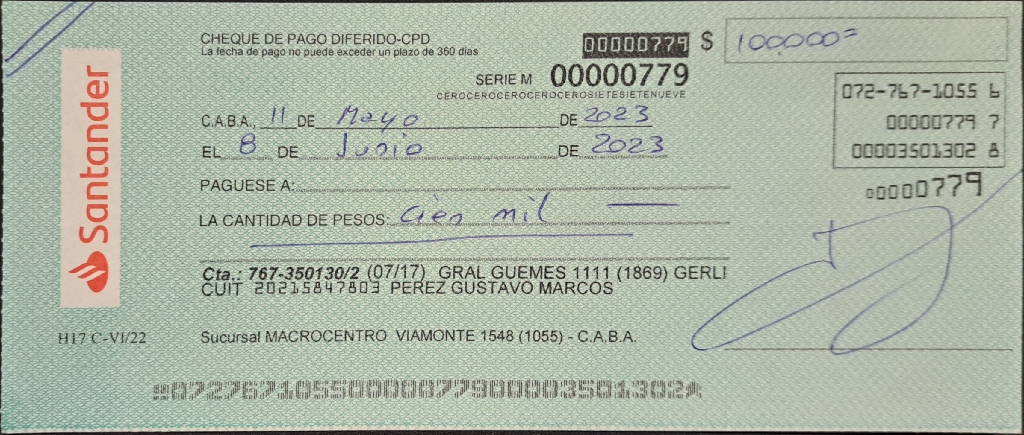 CHEQUE DE PAGO DIFERIDO-CPD
La fecha de pago no puede exceder un plazo de 360 días
00000779 $ 100,000=
SERIE M 00000779
CEROCEROCEROCEROCEROSIETESIETENUEVE
C.A.B.A., 11 DE Mayo DE 2023
EL 8 DE Junio DE 2023
PAGUESE A:
LA CANTIDAD DE PESOS: Cien mil
072-767-1055 6
00000779 7
00003501302 8
00000779
Santander
Cta.: 767-350130/2 (07/17) GRAL GUEMES 1111 (1869) GERLI
CUIT 20215847803 PEREZ GUSTAVO MARCOS
H17 C-VI/22
Sucursal MACROCENTRO VIAMONTE 1548 (1055) - C.A.B.A.
07276710550000077900003501302